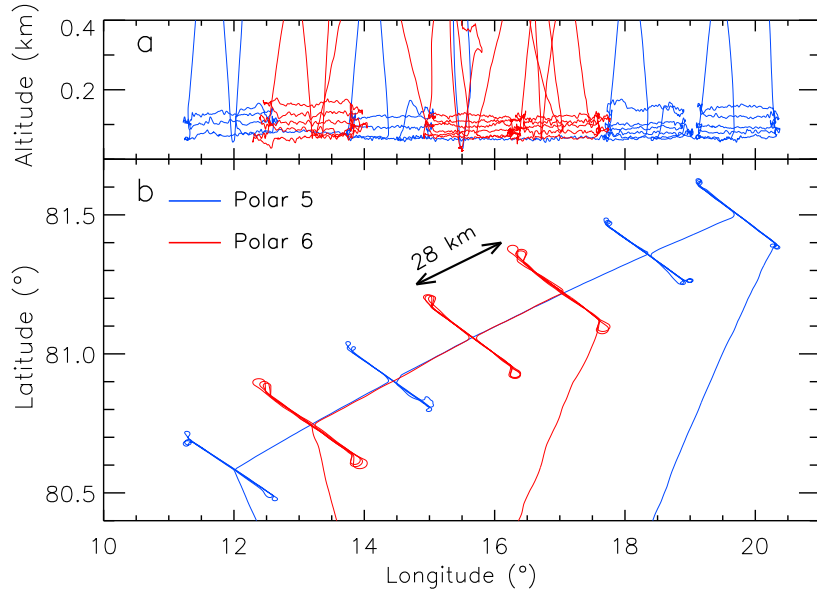 0.4
a
0.2
Altitude (km)
b
Polar 5
Polar 6
28 km
81.5
81.0
80.5
Latitude (°)
10 12 14 16 18 20
Longitude (°)